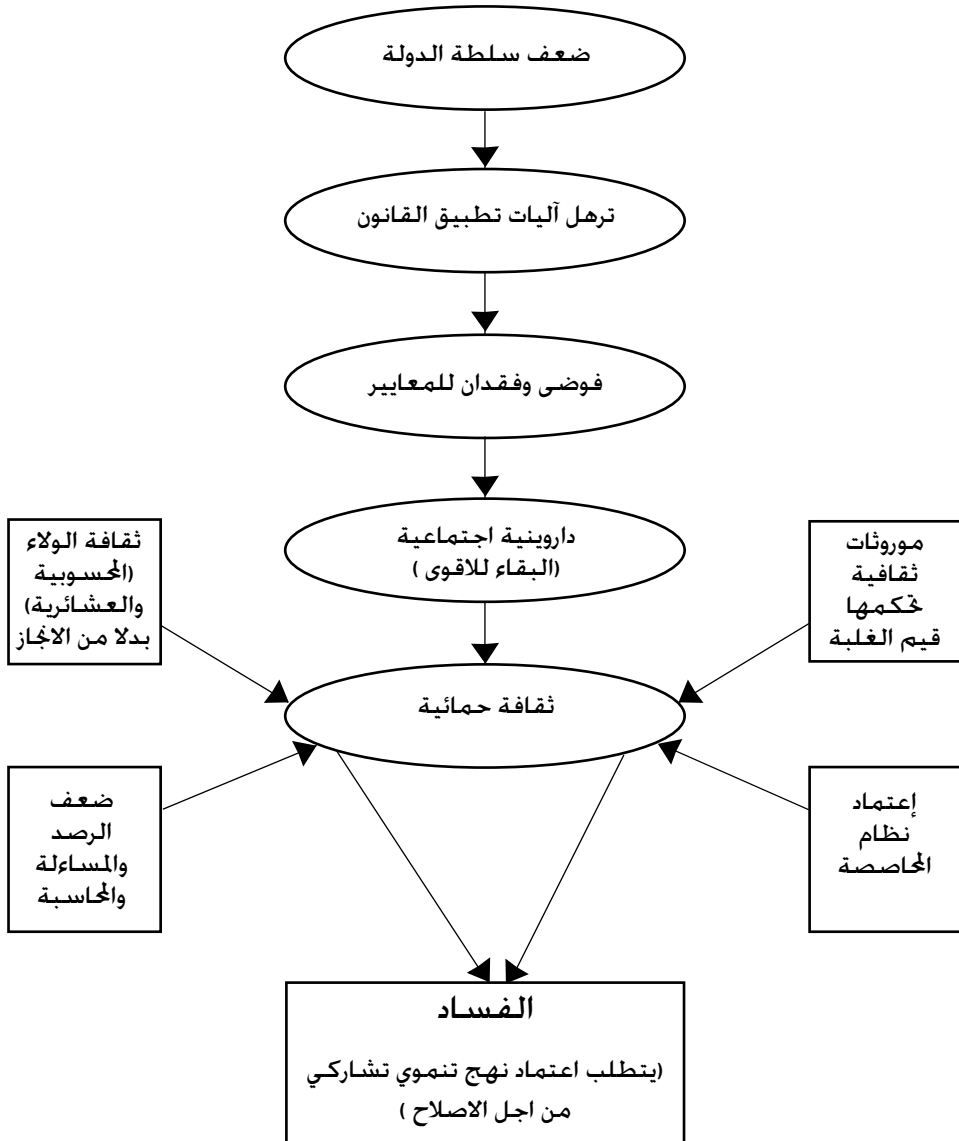 ضعف سلطة الدولة
ترهل آليات تطبيق القانون
فوضى وفقدان للمعايير
داروينية اجتماعية
(البقاء للاقوى )
موروثات
ثقافية
تحكمها
قيم الغلبة
ثقافة الولاء
(المحسوبية
والعشائرية)
بدلا من الانجاز
ثقافة حمائية
إعتماد
نظام
المحاصصة
ضعف
الرصد
والمساءلة
والمحاسبة
الفساد
(يتطلب اعتماد نهج تنموي تشاركي
من اجل الاصلاح )